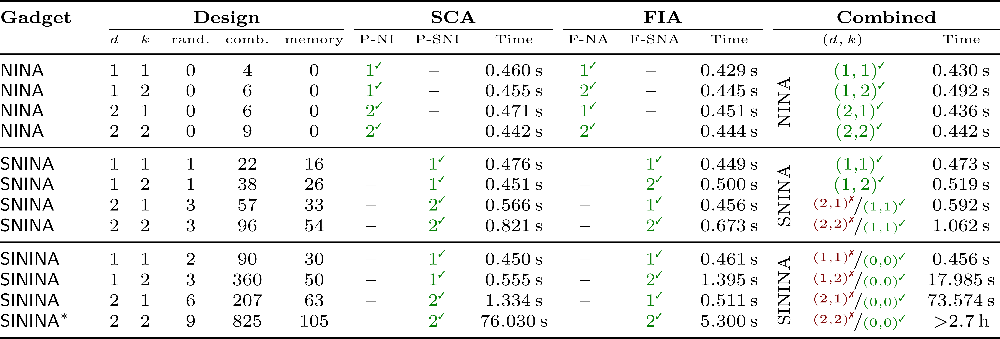 Gadget Design SCA FIA Combined
d k rand. comb. memory P-NI P-SNI Time F-NA F-SNA Time (d, k) Time
NINA 1 1 0 4 0 1✓ – 0.460 s 1✓ – 0.429 s (1, 1)✓ 0.430 s
NINA 1 2 0 6 0 1✓ – 0.455 s 2✓ – 0.445 s (1, 2)✓ 0.492 s
NINA 2 1 0 6 0 2✓ – 0.471 s 1✓ – 0.451 s (2,1)✓ 0.436 s
NINA 2 2 0 9 0 2✓ – 0.442 s 2✓ – 0.444 s (2,2)✓ 0.442 s
NINA
SNINA 1 1 1 22 16 – 1✓ 0.476 s – 1✓ 0.449 s (1,1)✓ 0.473 s
SNINA 1 2 1 38 26 – 1✓ 0.451 s – 2✓ 0.500 s (1, 2)✓ 0.519 s
SNINA 2 1 3 57 33 – 2✓ 0.566 s – 1✓ 0.456 s (2,1)✗/(1,1)✓ 0.592 s
SNINA 2 2 3 96 54 – 2✓ 0.821 s – 2✓ 0.673 s (2,2)✗/(1,1)✓ 1.062 s
SNINA
SININA 1 1 2 90 30 – 1✓ 0.450 s – 1✓ 0.461 s (1,1)✗/(0,0)✓ 0.456 s
SININA 1 2 3 360 50 – 1✓ 0.555 s – 2✓ 1.395 s (1,2)✗/(0,0)✓ 17.985 s
SININA 2 1 6 207 63 – 2✓ 1.334 s – 1✓ 0.511 s (2,1)✗/(0,0)✓ 73.574 s
SININA* 2 2 9 825 105 – 2✓ 76.030 s – 2✓ 5.300 s (2,2)✗/(0,0)✓ >2.7 h
SININA